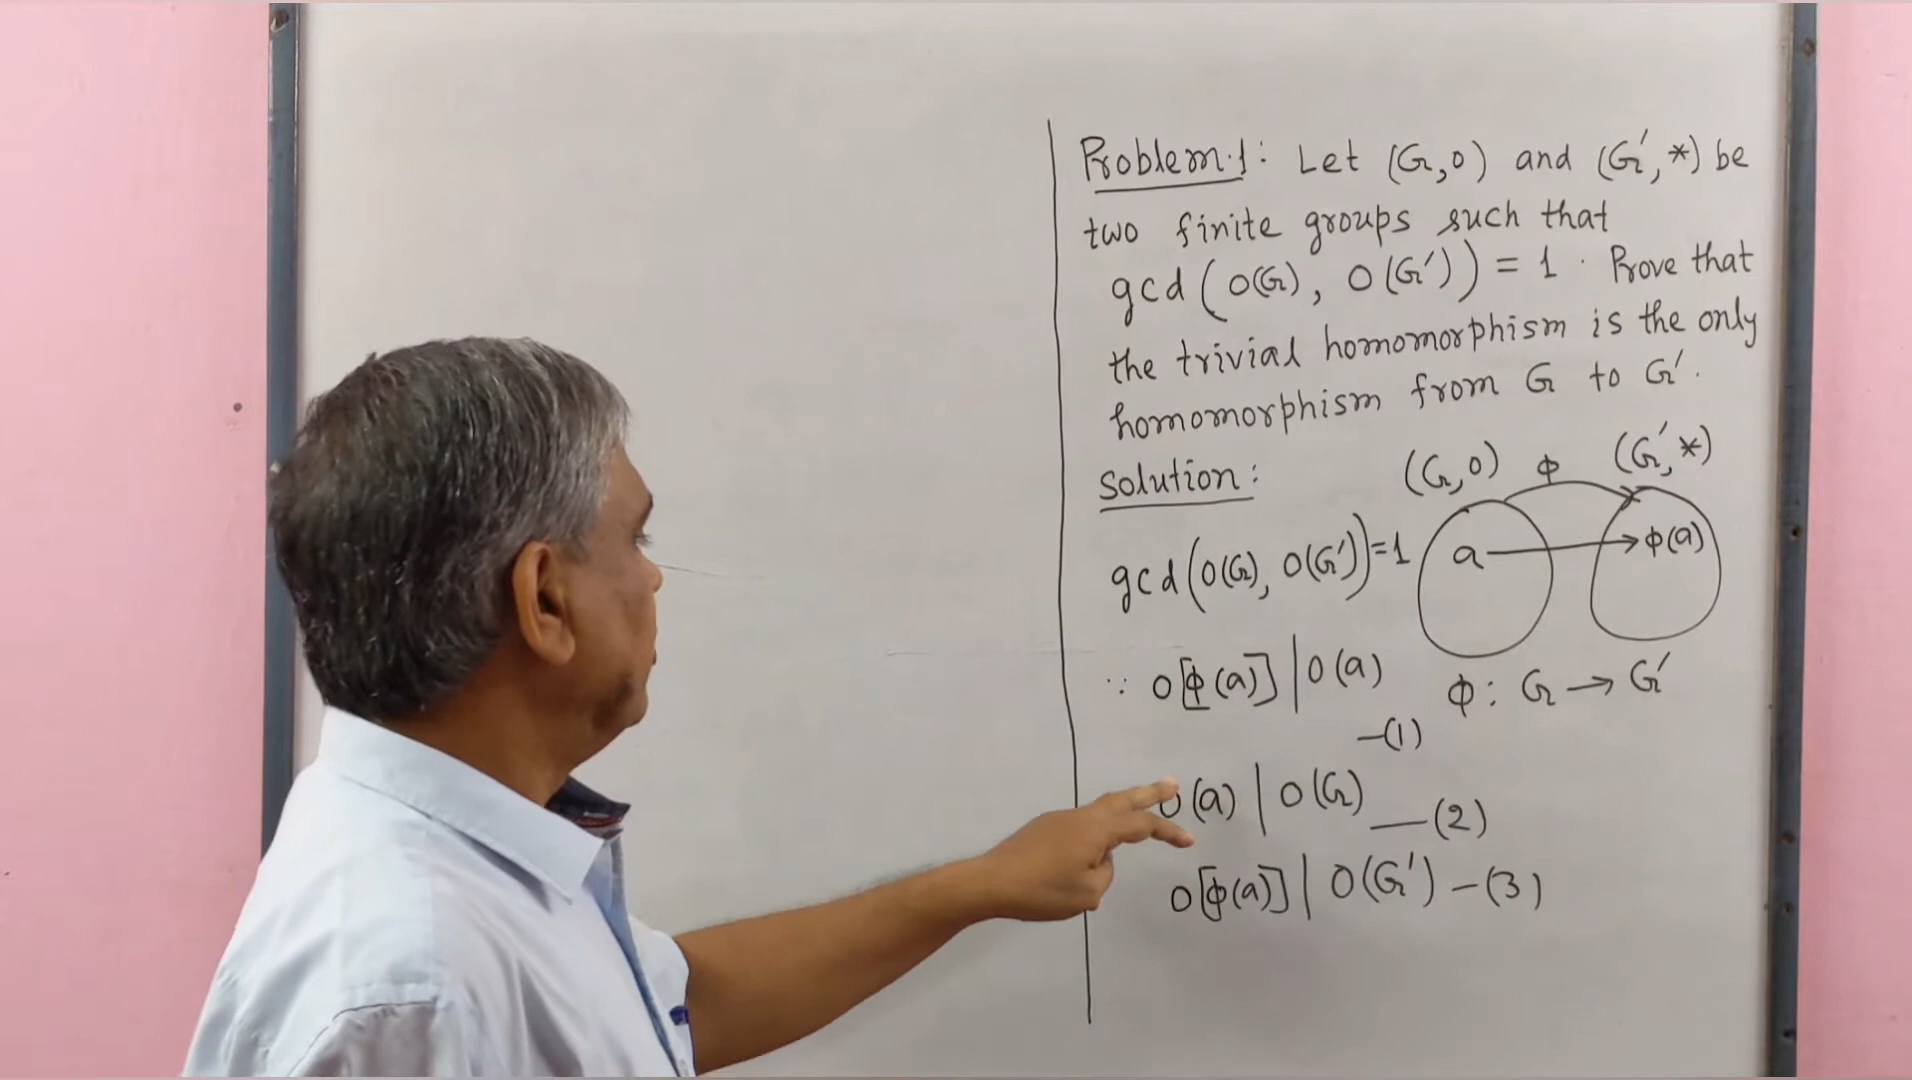 Problem.1: Let (G,o) and (G',*) be
two finite groups such that
gcd(O(G), O(G')) = 1. Prove that
the trivial homomorphism is the only
homomorphism from G to G'.
Solution:
(G,o) ϕ (G',*)
gcd(O(G), O(G'))=1
a → ϕ(a)
∵ O[ϕ(a)] | O(a) —(1)
ϕ: G → G'
O(a) | O(G) —(2)
O[ϕ(a)] | O(G') —(3)